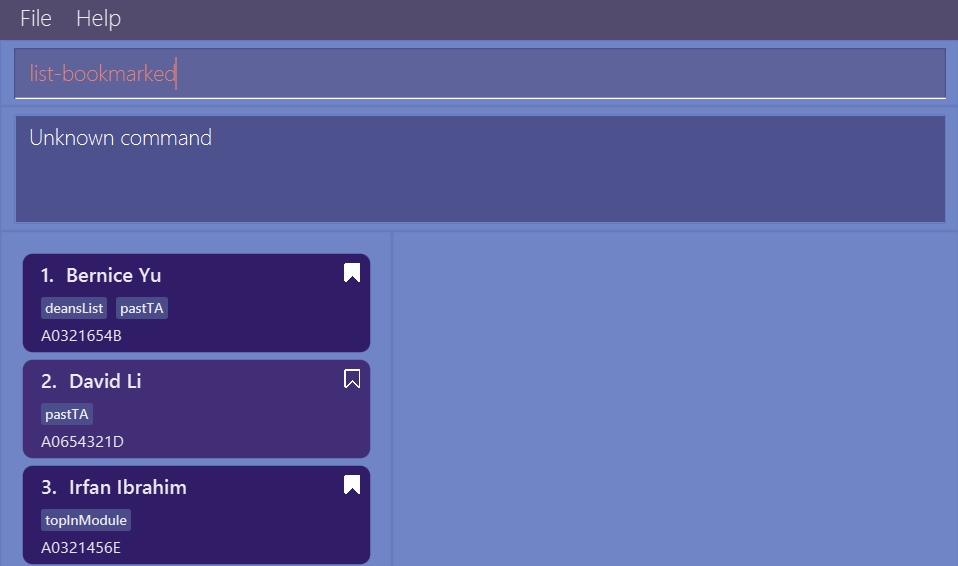 File Help
list-bookmarked
Unknown command
1. Bernice Yu
deansList pastTA
A0321654B
2. David Li
pastTA
A0654321D
3. Irfan Ibrahim
topInModule
A0321456E